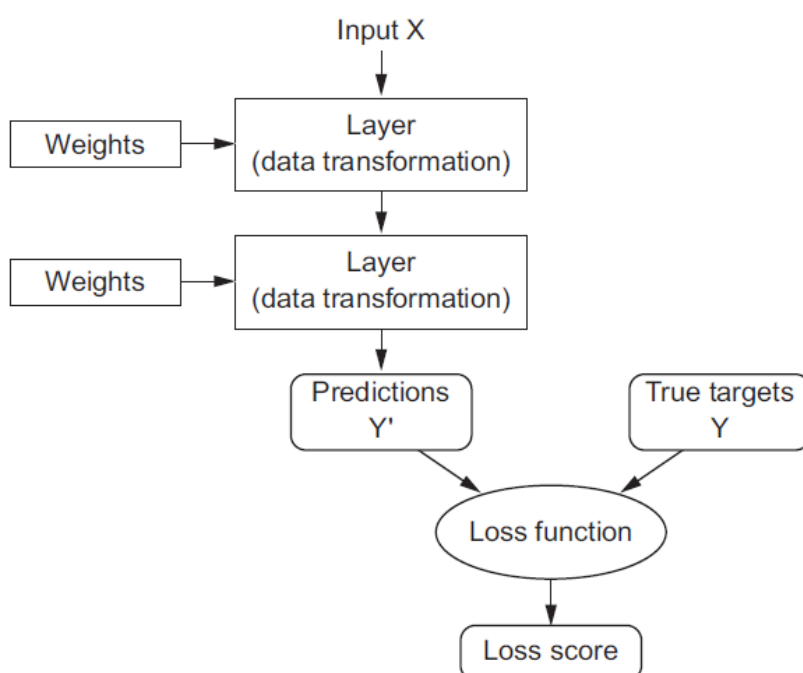 Input X
Weights
Layer
(data transformation)
Weights
Layer
(data transformation)
Predictions
Y'
True targets
Y
Loss function
Loss score